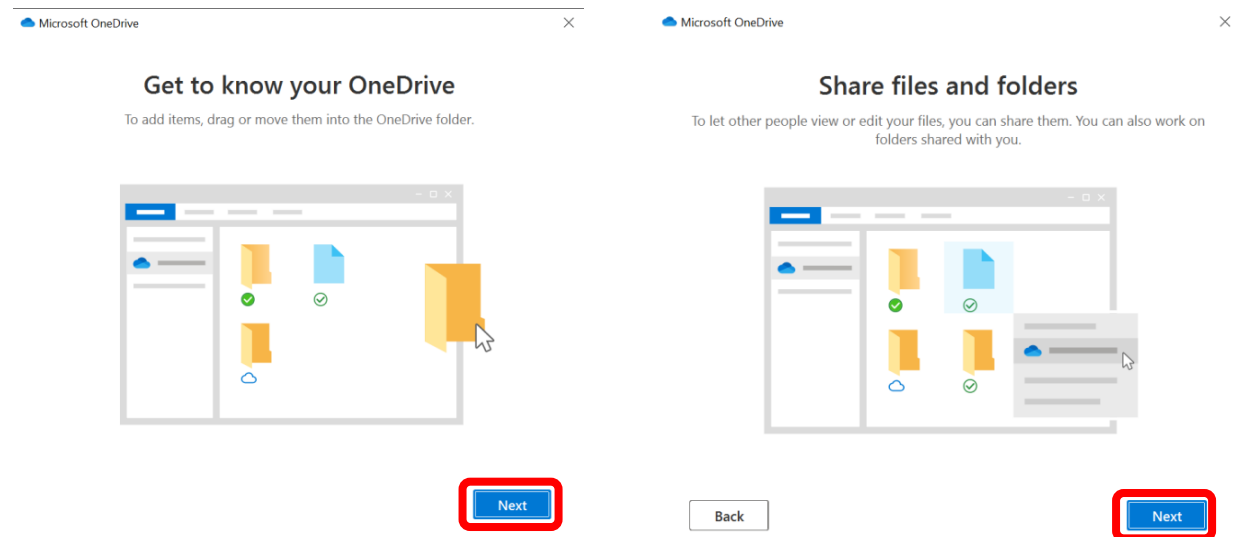 Microsoft OneDrive
Get to know your OneDrive
To add items, drag or move them into the OneDrive folder.
Next
Microsoft OneDrive
Share files and folders
To let other people view or edit your files, you can share them. You can also work on
folders shared with you.
Back
Next